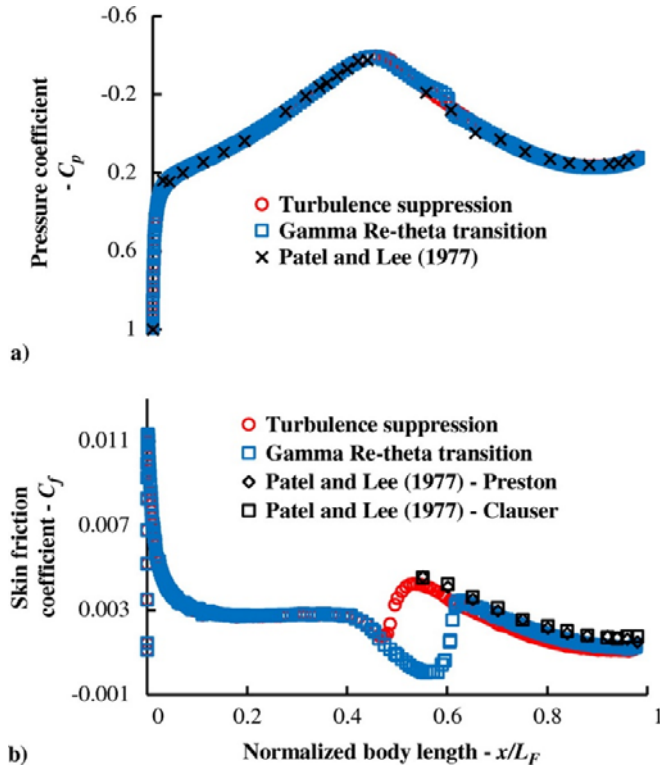 -0.6
-0.2
0.2
0.6
1
Pressure coefficient
- Cp
Turbulence suppression
Gamma Re-theta transition
Patel and Lee (1977)
a)
0.011
0.007
0.003
-0.001
Skin friction
coefficient - Cf
Turbulence suppression
Gamma Re-theta transition
Patel and Lee (1977) - Preston
Patel and Lee (1977) - Clauser
0 0.2 0.4 0.6 0.8 1
b) Normalized body length - x/LF